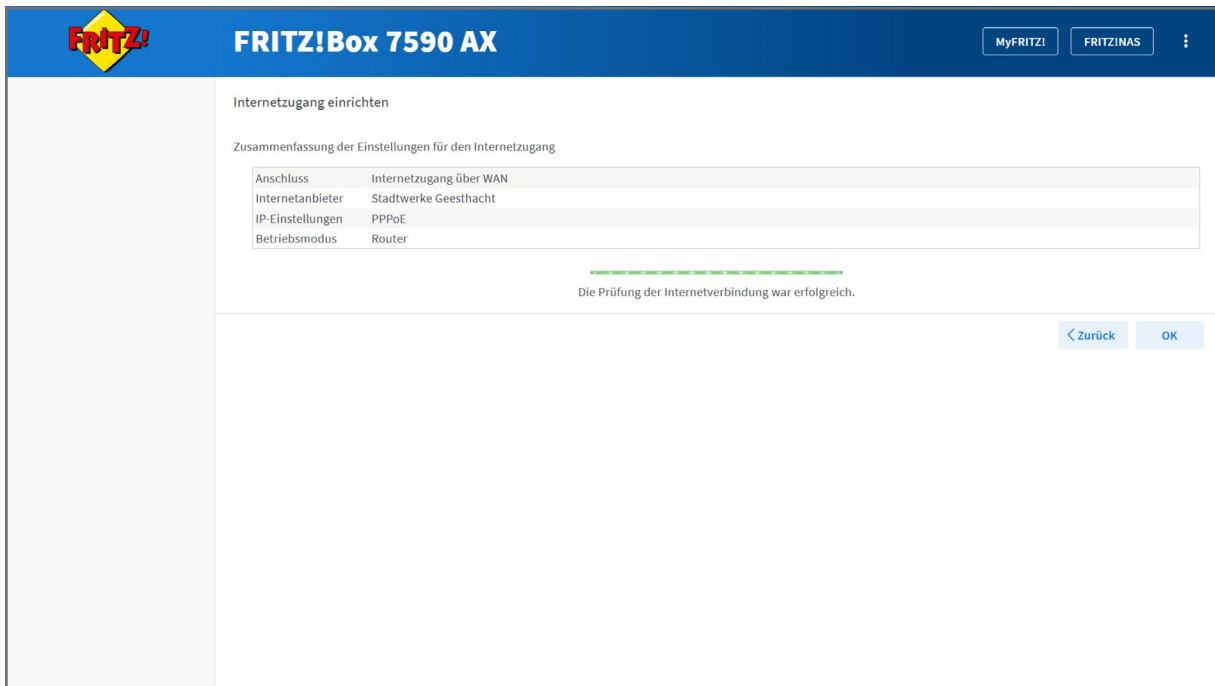 FRITZ!
FRITZ!Box 7590 AX
MyFRITZ!
FRITZ!NAS
Internetzugang einrichten
Zusammenfassung der Einstellungen für den Internetzugang
Anschluss Internetzugang über WAN
Internetanbieter Stadtwerke Geesthacht
IP-Einstellungen PPPoE
Betriebsmodus Router
Die Prüfung der Internetverbindung war erfolgreich.
Zurück
OK